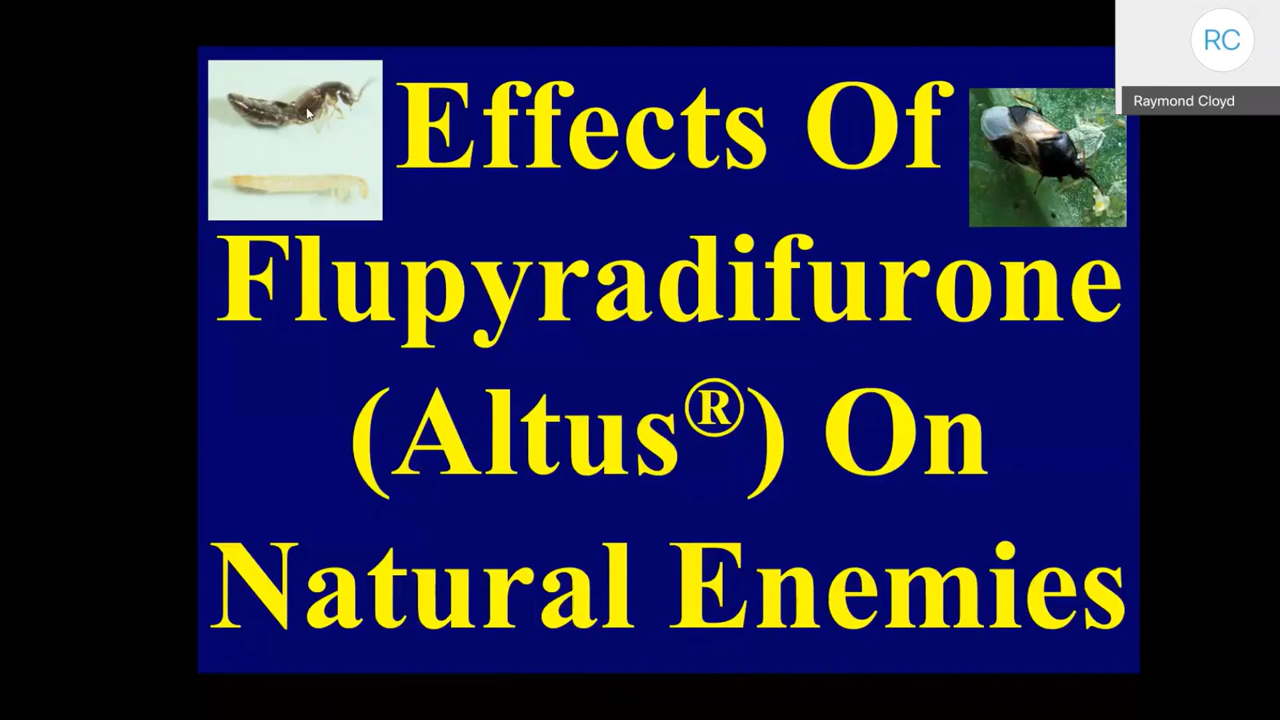 RC
Raymond Cloyd
Effects Of
Flupyradifurone
(Altus®) On
Natural Enemies